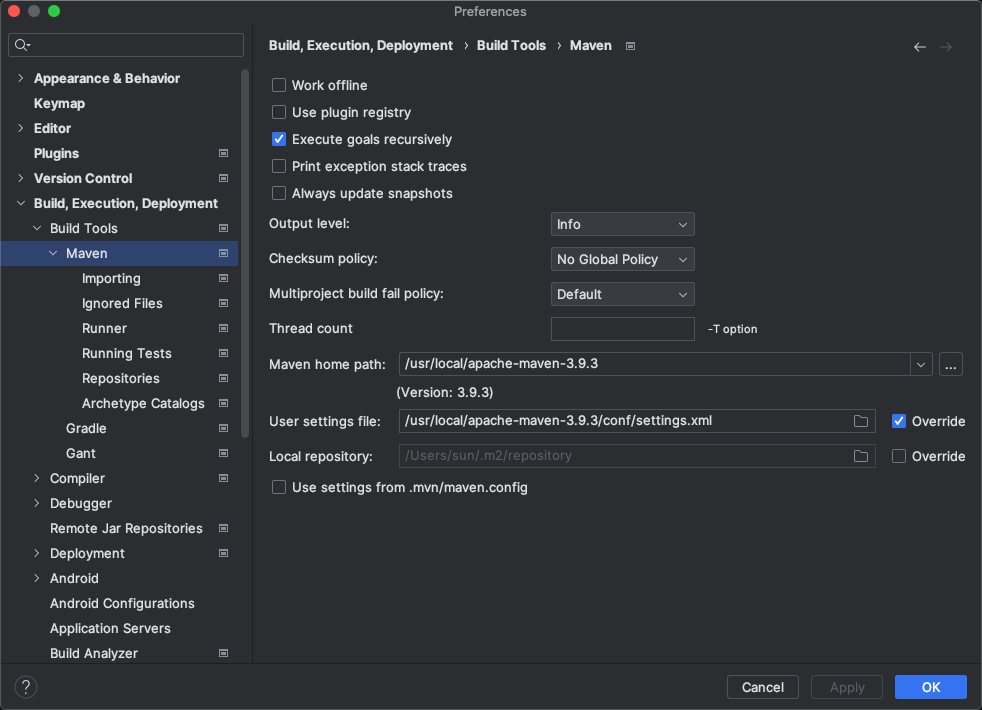 Preferences
Appearance & Behavior
Keymap
Editor
Plugins
Version Control
Build, Execution, Deployment
Build Tools
Maven
Importing
Ignored Files
Runner
Running Tests
Repositories
Archetype Catalogs
Gradle
Gant
Compiler
Debugger
Remote Jar Repositories
Deployment
Android
Android Configurations
Application Servers
Build Analyzer
Build, Execution, Deployment › Build Tools › Maven
Work offline
Use plugin registry
Execute goals recursively
Print exception stack traces
Always update snapshots
Output level: Info
Checksum policy: No Global Policy
Multiproject build fail policy: Default
Thread count -T option
Maven home path: /usr/local/apache-maven-3.9.3 ...
(Version: 3.9.3)
User settings file: /usr/local/apache-maven-3.9.3/conf/settings.xml Override
Local repository: /Users/sun/.m2/repository Override
Use settings from .mvn/maven.config
? Cancel Apply OK